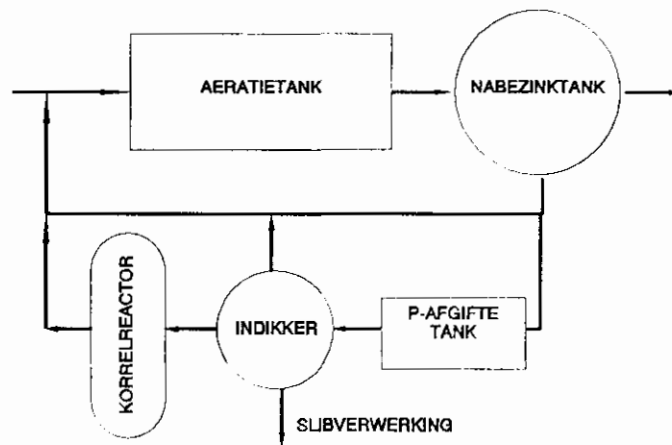 AERATIETANK
NABEZINKTANK
KORRELREACTOR
INDIKKER
P-AFGIFTE
TANK
SLIBVERWERKING